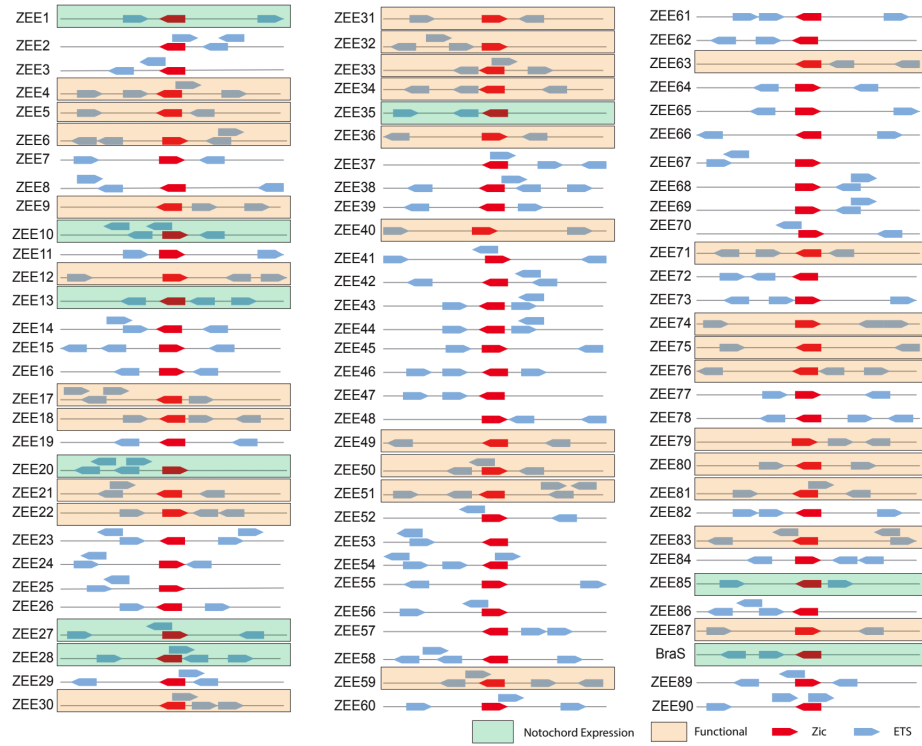 ZEE1
ZEE2
ZEE3
ZEE4
ZEE5
ZEE6
ZEE7
ZEE8
ZEE9
ZEE10
ZEE11
ZEE12
ZEE13
ZEE14
ZEE15
ZEE16
ZEE17
ZEE18
ZEE19
ZEE20
ZEE21
ZEE22
ZEE23
ZEE24
ZEE25
ZEE26
ZEE27
ZEE28
ZEE29
ZEE30
ZEE31
ZEE32
ZEE33
ZEE34
ZEE35
ZEE36
ZEE37
ZEE38
ZEE39
ZEE40
ZEE41
ZEE42
ZEE43
ZEE44
ZEE45
ZEE46
ZEE47
ZEE48
ZEE49
ZEE50
ZEE51
ZEE52
ZEE53
ZEE54
ZEE55
ZEE56
ZEE57
ZEE58
ZEE59
ZEE60
ZEE61
ZEE62
ZEE63
ZEE64
ZEE65
ZEE66
ZEE67
ZEE68
ZEE69
ZEE70
ZEE71
ZEE72
ZEE73
ZEE74
ZEE75
ZEE76
ZEE77
ZEE78
ZEE79
ZEE80
ZEE81
ZEE82
ZEE83
ZEE84
ZEE85
ZEE86
ZEE87
BraS
ZEE89
ZEE90
Notochord Expression Functional Zic ETS